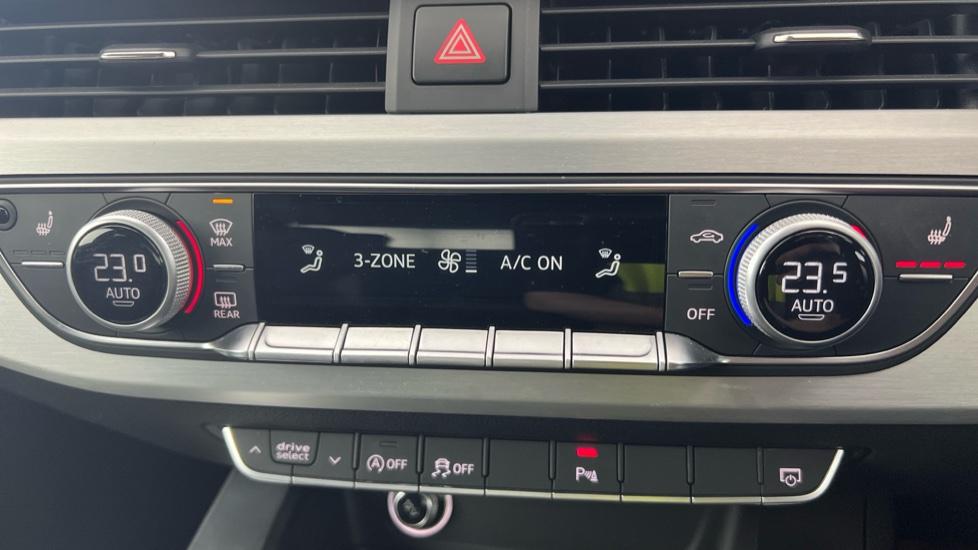 MAX
23.0
AUTO
REAR
3-ZONE
A/C ON
OFF
23.5
AUTO
drive
select
A OFF
OFF
P